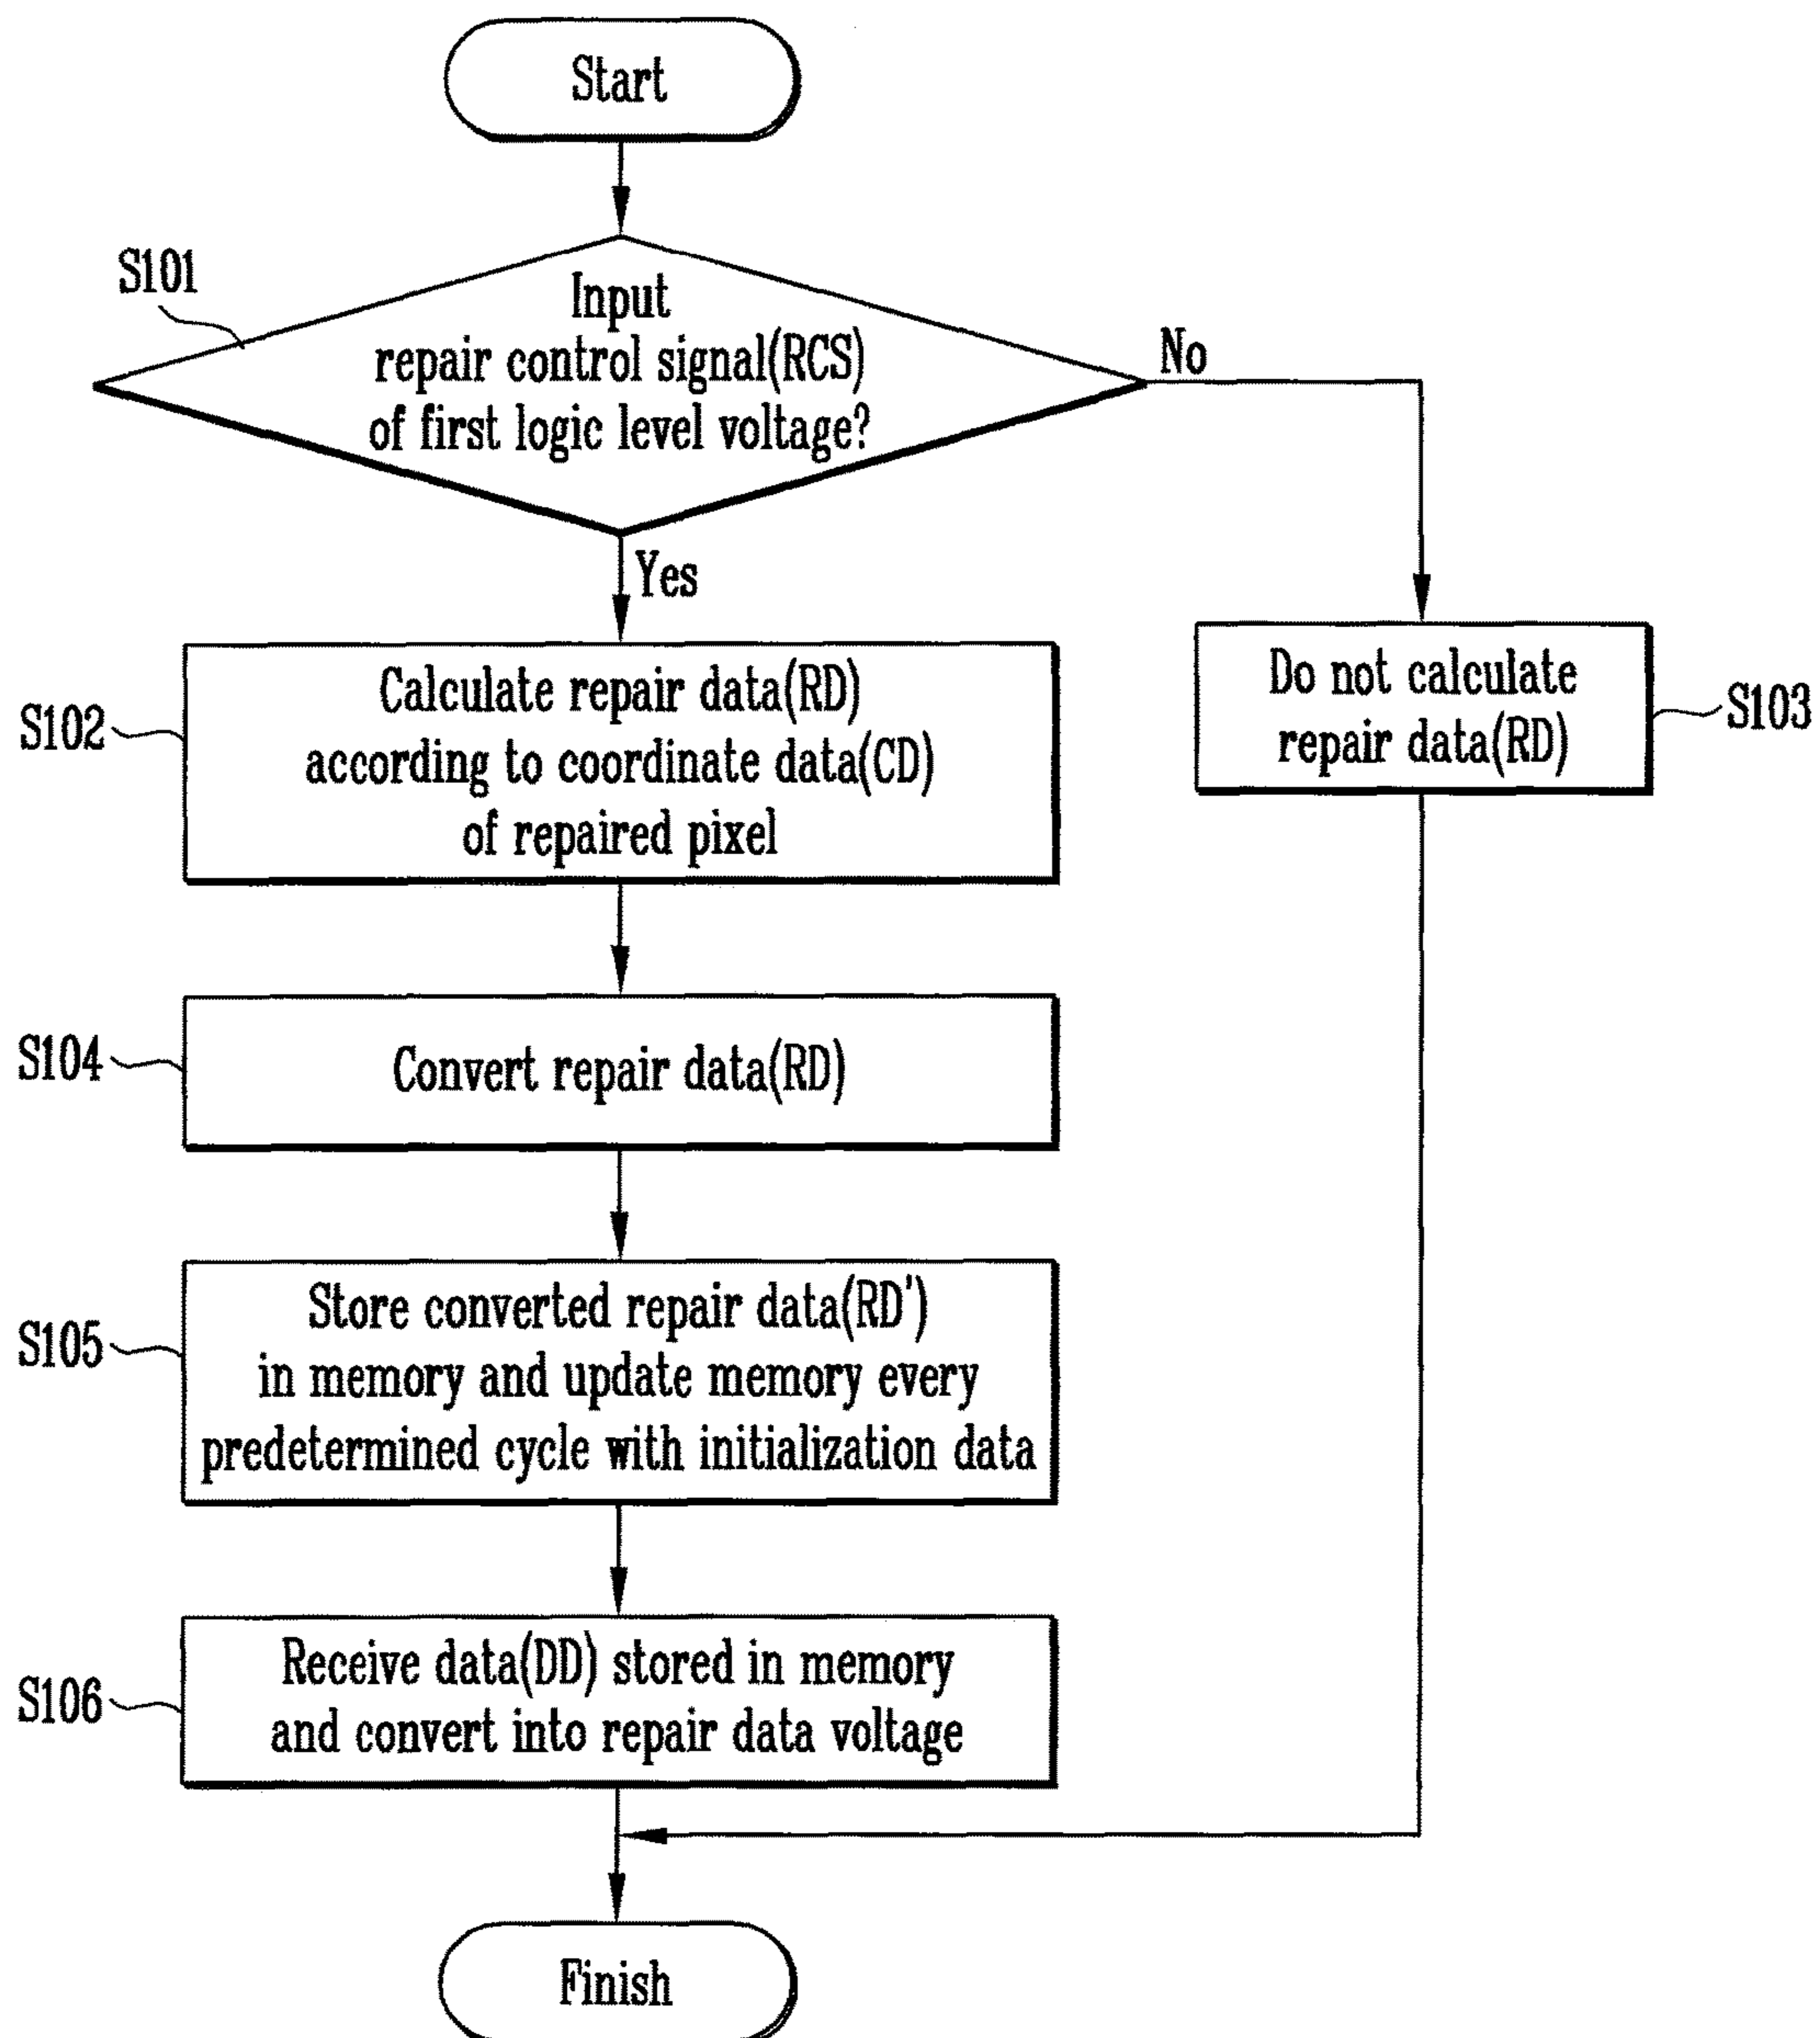 Start
S101
Input
repair control signal(RCS)
of first logic level voltage?
No
Yes
S102
Calculate repair data(RD)
according to coordinate data(CD)
of repaired pixel
Do not calculate
repair data(RD)
S103
S104
Convert repair data(RD)
S105
Store converted repair data(RD')
in memory and update memory every
predetermined cycle with initialization data
S106
Receive data(DD) stored in memory
and convert into repair data voltage
Finish